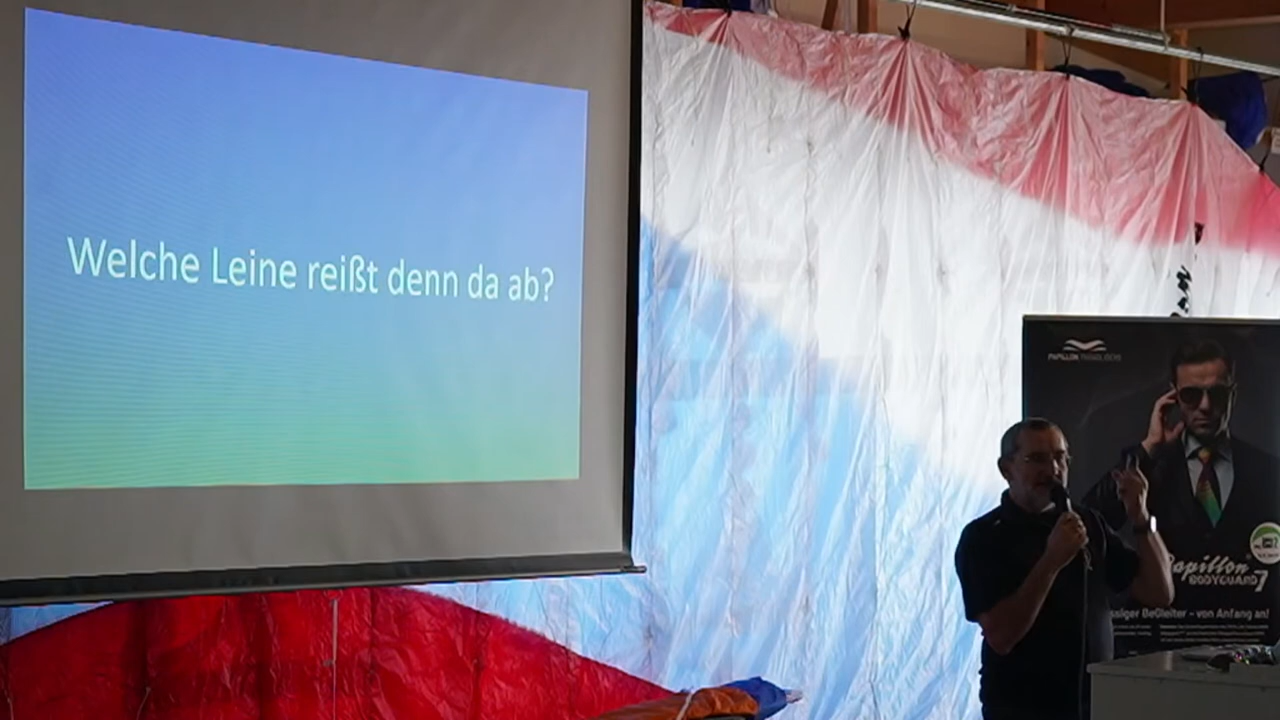 Welche Leine reißt denn da ab?
PAPILLON PARAGLIDERS
Papillon
BODYGUARD 7
ssiger BeGleiter – von Anfang an!